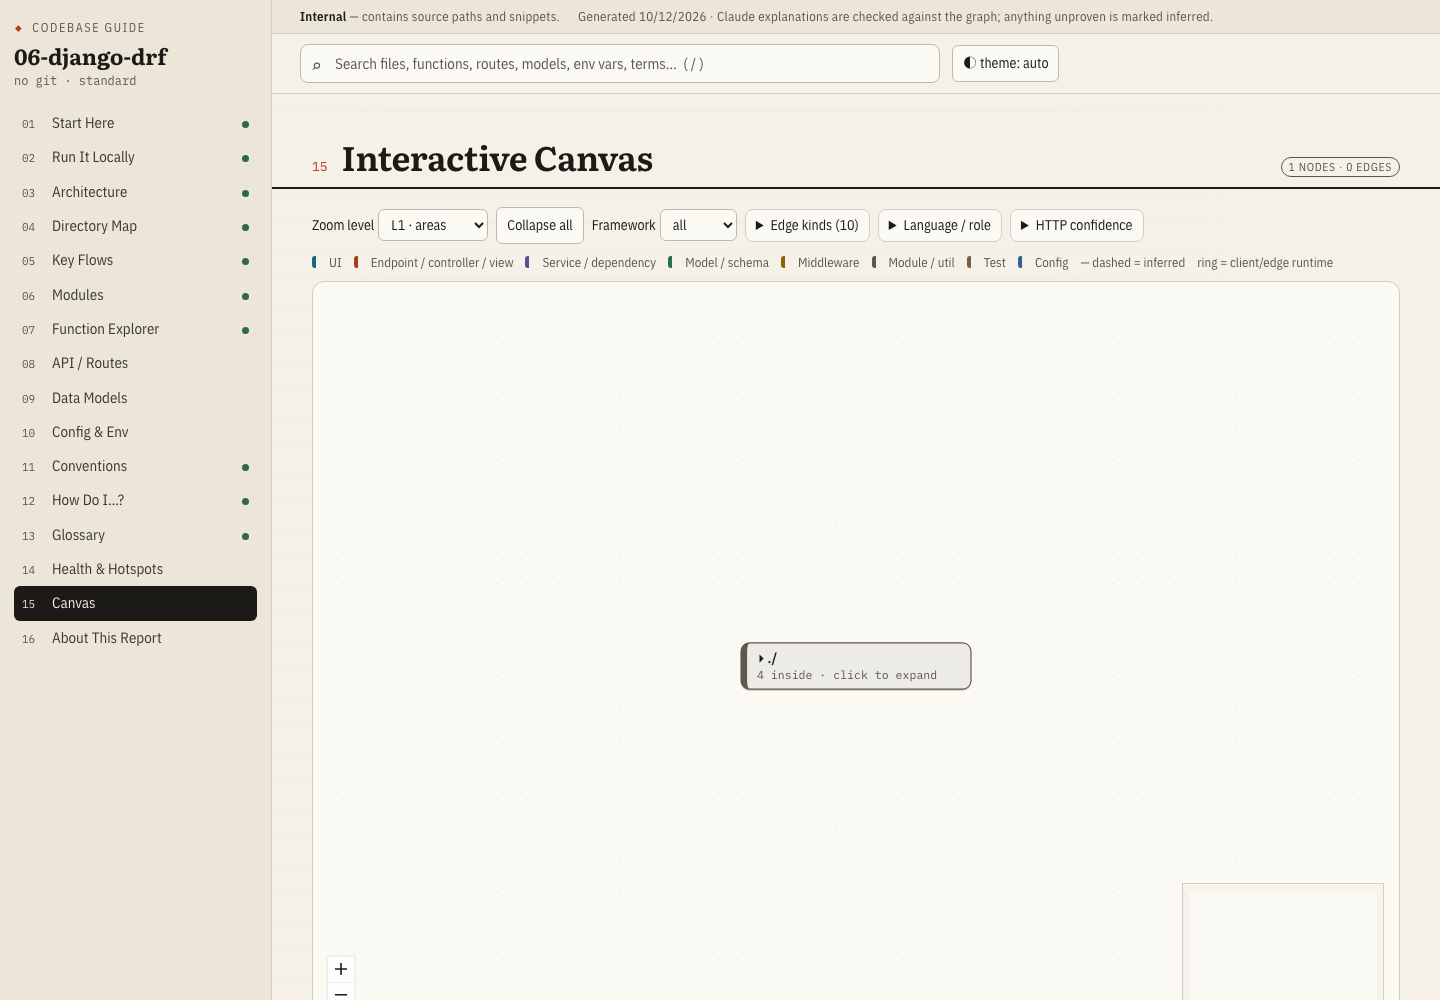 ◆ CODEBASE GUIDE
06-django-drf
no git · standard
01 Start Here
02 Run It Locally
03 Architecture
04 Directory Map
05 Key Flows
06 Modules
07 Function Explorer
08 API / Routes
09 Data Models
10 Config & Env
11 Conventions
12 How Do I…?
13 Glossary
14 Health & Hotspots
15 Canvas
16 About This Report
Internal — contains source paths and snippets. Generated 10/12/2026 · Claude explanations are checked against the graph; anything unproven is marked inferred.
⌕ Search files, functions, routes, models, env vars, terms… ( / )
◐ theme: auto
15 Interactive Canvas
1 NODES · 0 EDGES
Zoom level L1 · areas Collapse all Framework all ▶ Edge kinds (10) ▶ Language / role ▶ HTTP confidence
UI Endpoint / controller / view Service / dependency Model / schema Middleware Module / util Test Config — dashed = inferred ring = client/edge runtime
▸ ./
4 inside · click to expand
+
−